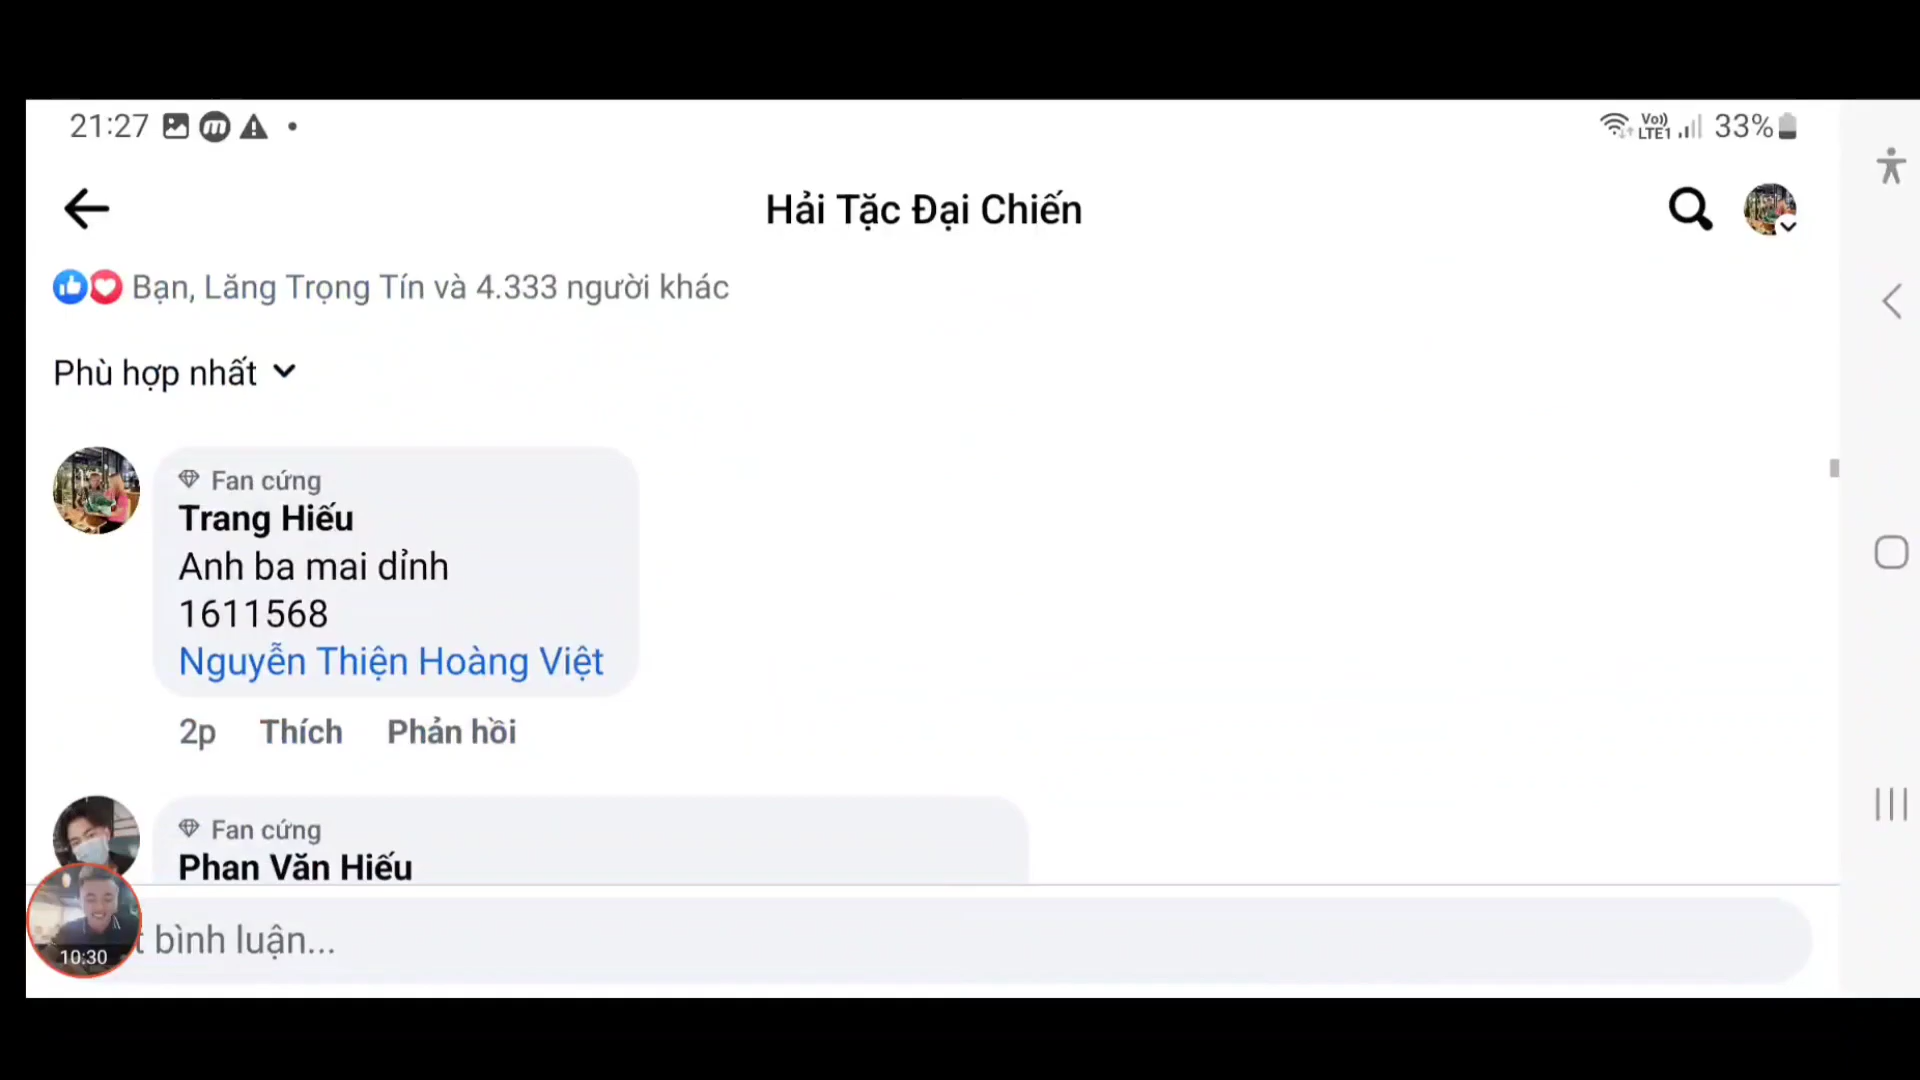 21:27
Vo))
LTE1
33%
Hải Tặc Đại Chiến
Bạn, Lăng Trọng Tín và 4.333 người khác
Phù hợp nhất
Fan cứng
Trang Hiếu
Anh ba mai dỉnh
1611568
Nguyễn Thiện Hoàng Việt
2p Thích Phản hồi
Fan cứng
Phan Văn Hiếu
bình luận...
10:30